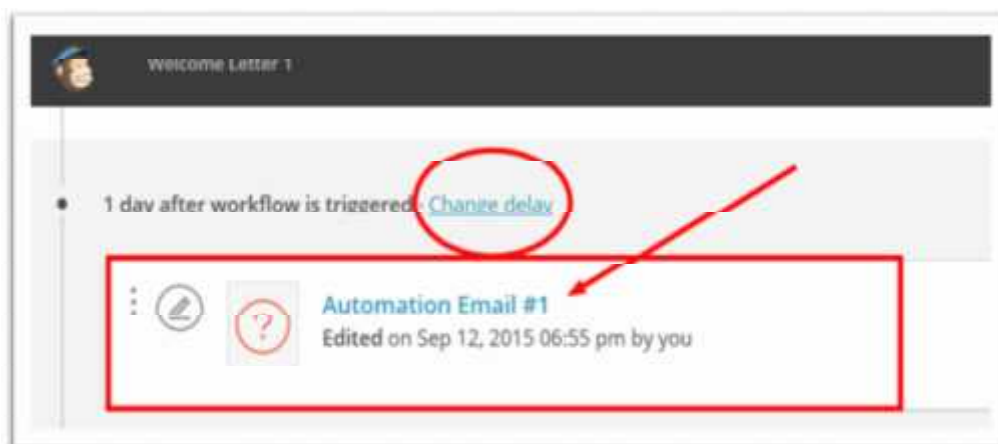 Welcome Letter 1
1 day after workflow is triggered · Change delay
?
Automation Email #1
Edited on Sep 12, 2015 06:55 pm by you